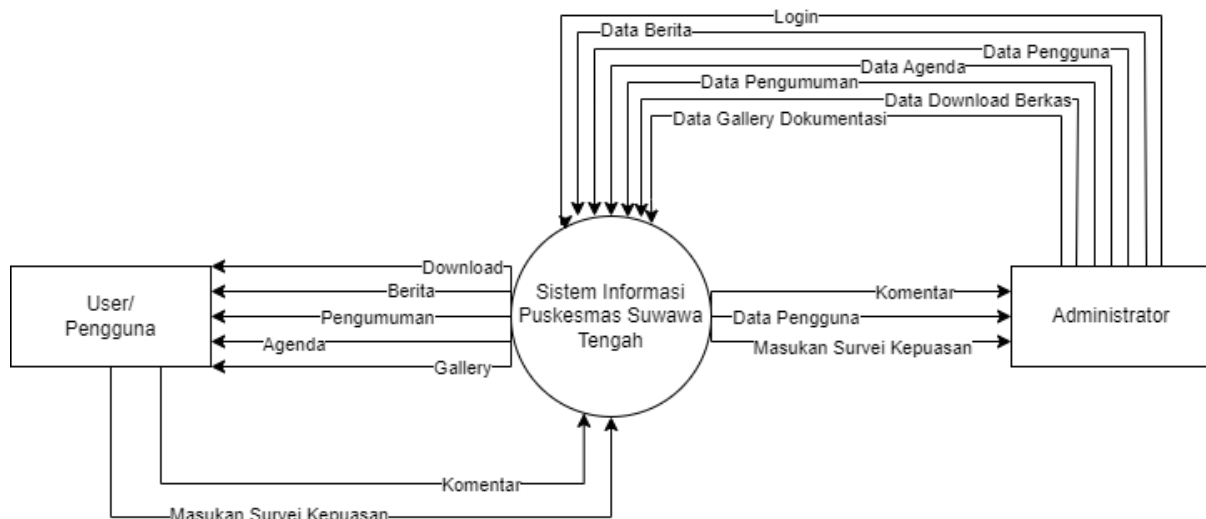 Login
Data Berita
Data Pengguna
Data Agenda
Data Pengumuman
Data Download Berkas
Data Gallery Dokumentasi
Download
Berita
Pengumuman
Agenda
Gallery
User/
Pengguna
Sistem Informasi
Puskesmas Suwawa
Tengah
Komentar
Data Pengguna
Masukan Survei Kepuasan
Administrator
Komentar
Masukan Survei Kepuasan